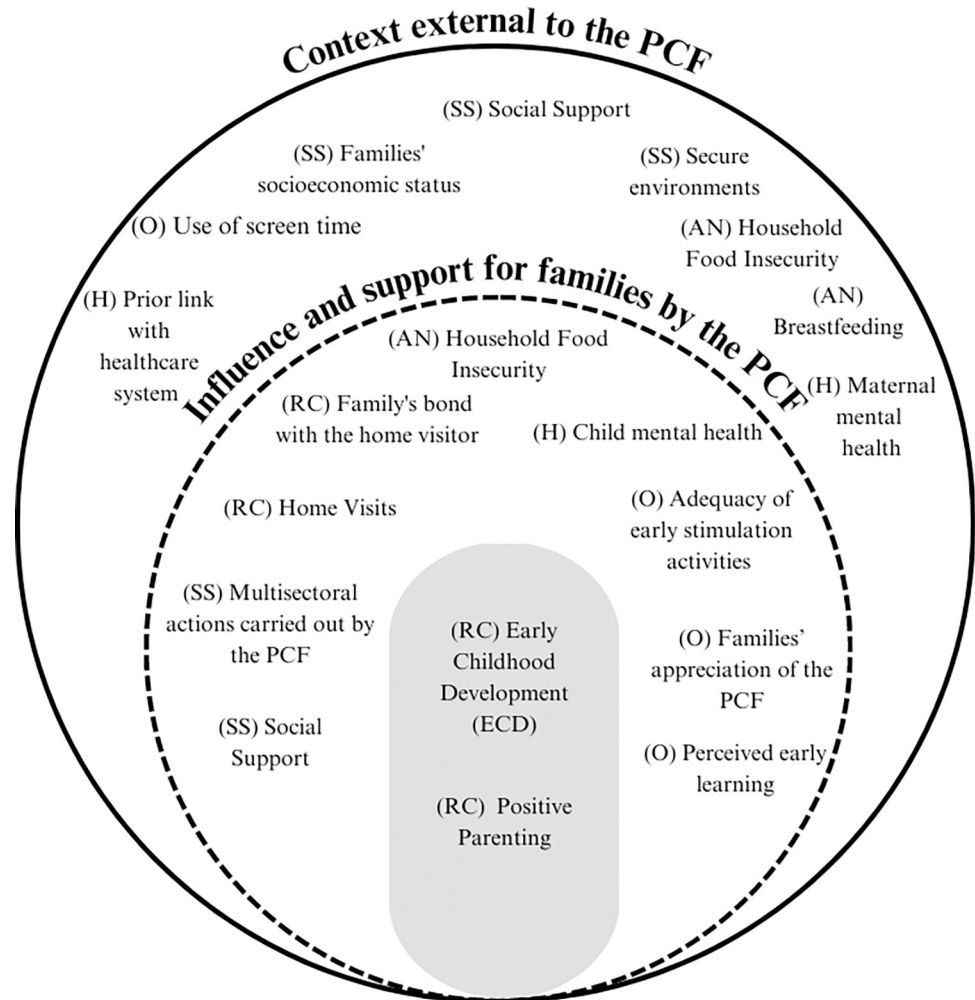 Context external to the PCF
(SS) Social Support
(SS) Families'
socioeconomic status
(SS) Secure
environments
(O) Use of screen time
(AN) Household
Food Insecurity
(H) Prior link
with
healthcare
system
(AN)
Breastfeeding
(H) Maternal
mental
health
Influence and support for families by the PCF
(AN) Household Food
Insecurity
(RC) Family's bond
with the home visitor
(H) Child mental health
(RC) Home Visits
(O) Adequacy of
early stimulation
activities
(SS) Multisectoral
actions carried out by
the PCF
(O) Families’
appreciation of the
PCF
(SS) Social
Support
(O) Perceived early
learning
(RC) Early
Childhood
Development
(ECD)
(RC) Positive
Parenting